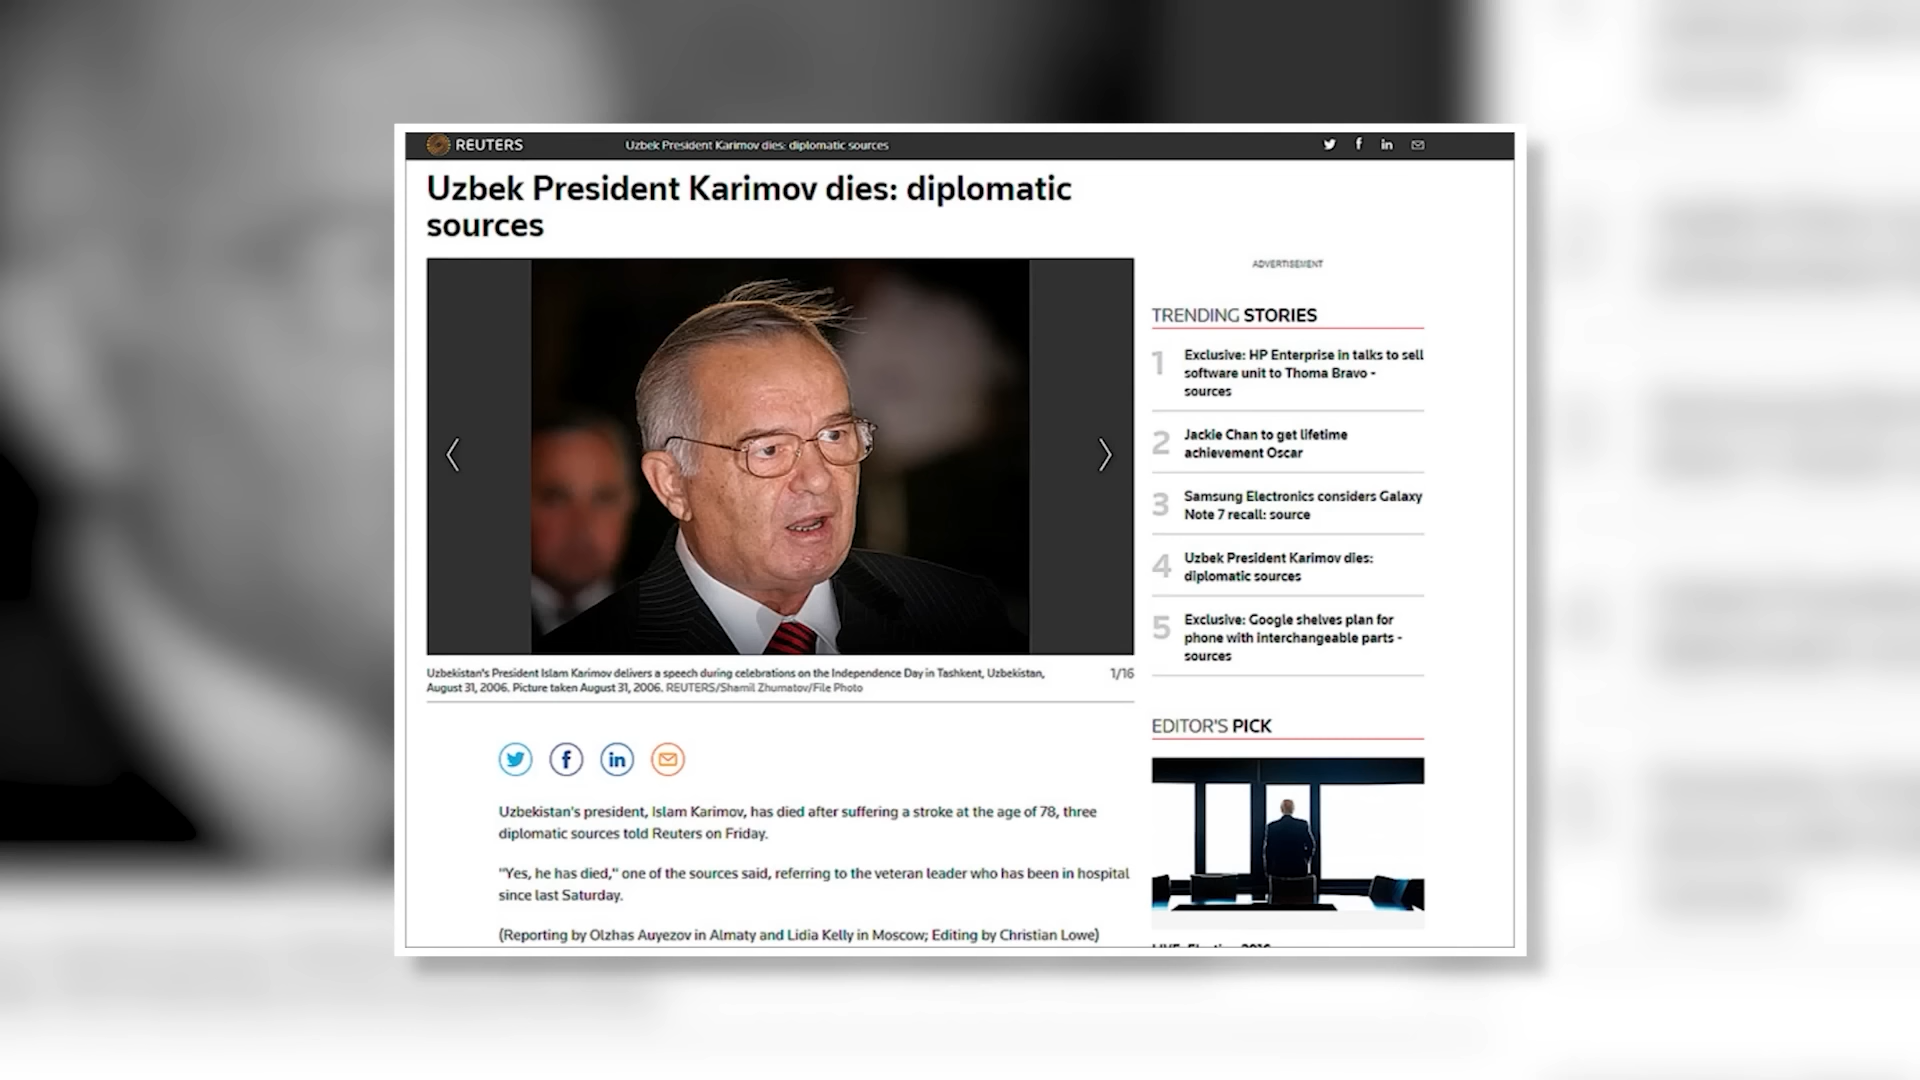 REUTERS
Uzbek President Karimov dies: diplomatic sources
Uzbek President Karimov dies: diplomatic
sources
Uzbekistan's President Islam Karimov delivers a speech during celebrations on the Independence Day in Tashkent, Uzbekistan,
August 31, 2006. Picture taken August 31, 2006. REUTERS/Shamil Zhumatov/File Photo
1/16
Uzbekistan's president, Islam Karimov, has died after suffering a stroke at the age of 78, three
diplomatic sources told Reuters on Friday.
"Yes, he has died," one of the sources said, referring to the veteran leader who has been in hospital
since last Saturday.
(Reporting by Olzhas Auyezov in Almaty and Lidia Kelly in Moscow; Editing by Christian Lowe)
ADVERTISEMENT
TRENDING STORIES
1
Exclusive: HP Enterprise in talks to sell
software unit to Thoma Bravo -
sources
2
Jackie Chan to get lifetime
achievement Oscar
3
Samsung Electronics considers Galaxy
Note 7 recall: source
4
Uzbek President Karimov dies:
diplomatic sources
5
Exclusive: Google shelves plan for
phone with interchangeable parts -
sources
EDITOR'S PICK